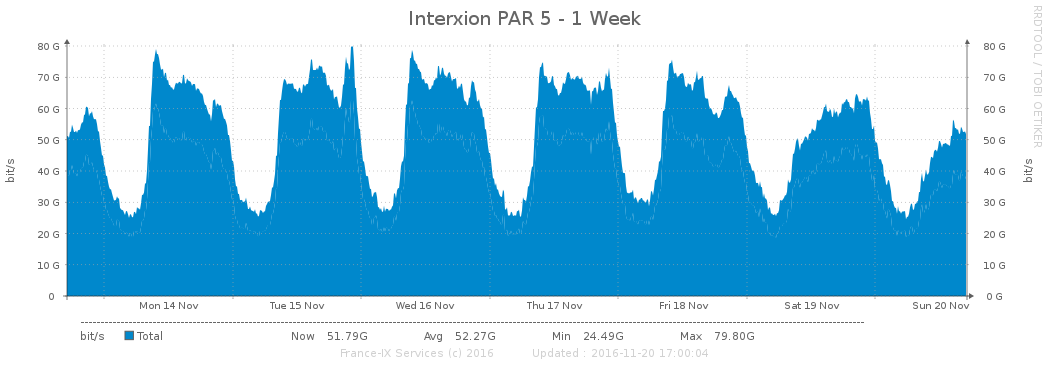 Interxion PAR 5 - 1 Week
RRDTOOL / TOBI OETIKER
bit/s
80 G
70 G
60 G
50 G
40 G
30 G
20 G
10 G
0
80 G
70 G
60 G
50 G
40 G
30 G
20 G
10 G
0 G
bit/s
Mon 14 Nov Tue 15 Nov Wed 16 Nov Thu 17 Nov Fri 18 Nov Sat 19 Nov Sun 20 Nov
bit/s Total Now 51.79G Avg 52.27G Min 24.49G Max 79.80G
France-IX Services (c) 2016 Updated : 2016-11-20 17:00:04